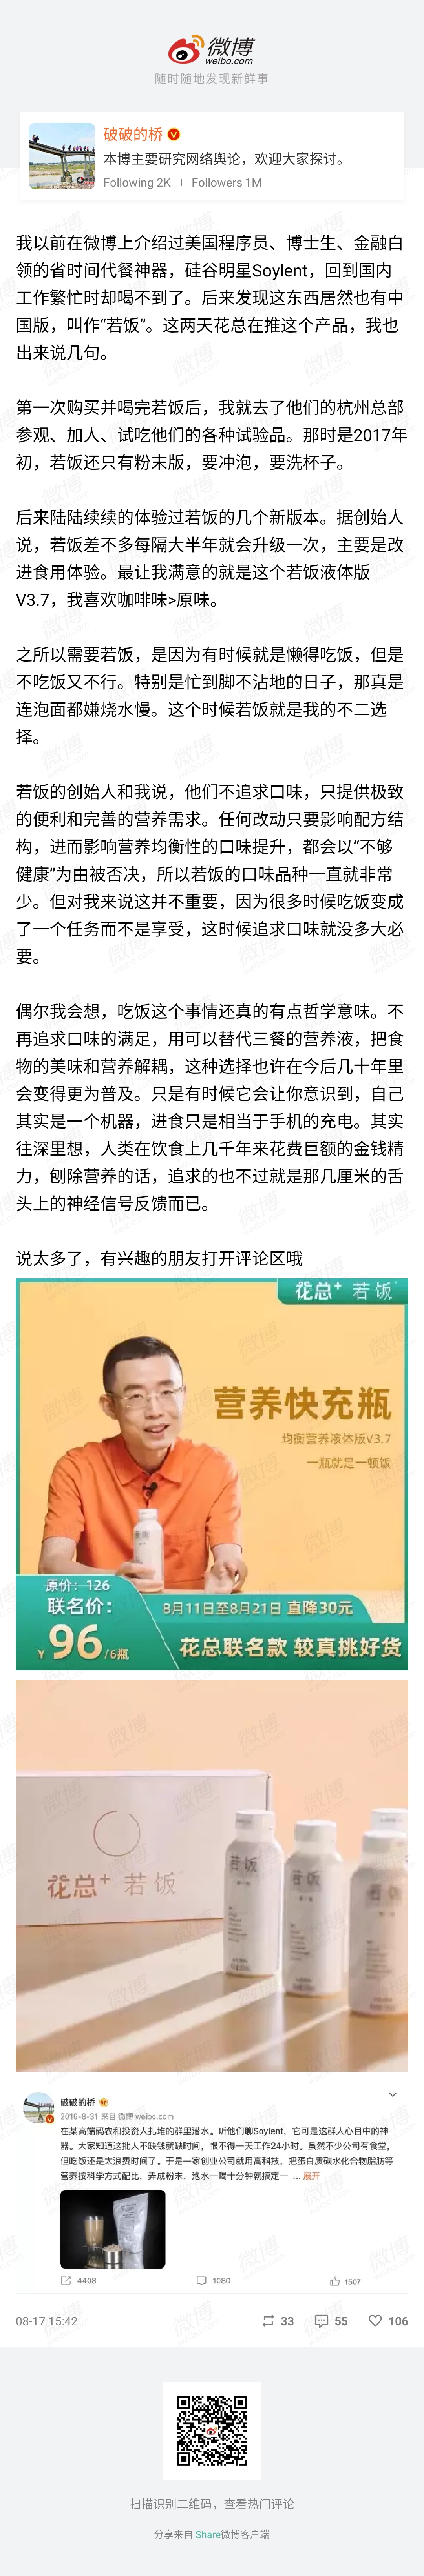 微博
weibo.com
随时随地发现新鲜事
破破的桥
本博主要研究网络舆论，欢迎大家探讨。
Following 2K | Followers 1M
我以前在微博上介绍过美国程序员、博士生、金融白
领的省时间代餐神器，硅谷明星Soylent，回到国内
工作繁忙时却喝不到了。后来发现这东西居然也有中
国版，叫作“若饭”。这两天花总在推这个产品，我也
出来说几句。
第一次购买并喝完若饭后，我就去了他们的杭州总部
参观、加人、试吃他们的各种试验品。那时是2017年
初，若饭还只有粉末版，要冲泡，要洗杯子。
后来陆陆续续的体验过若饭的几个新版本。据创始人
说，若饭差不多每隔大半年就会升级一次，主要是改
进食用体验。最让我满意的就是这个若饭液体版
V3.7，我喜欢咖啡味>原味。
之所以需要若饭，是因为有时候就是懒得吃饭，但是
不吃饭又不行。特别是忙到脚不沾地的日子，那真是
连泡面都嫌烧水慢。这个时候若饭就是我的不二选
择。
若饭的创始人和我说，他们不追求口味，只提供极致
的便利和完善的营养需求。任何改动只要影响配方结
构，进而影响营养均衡性的口味提升，都会以“不够
健康”为由被否决，所以若饭的口味品种一直就非常
少。但对我来说这并不重要，因为很多时候吃饭变成
了一个任务而不是享受，这时候追求口味就没多大必
要。
偶尔我会想，吃饭这个事情还真的有点哲学意味。不
再追求口味的满足，用可以替代三餐的营养液，把食
物的美味和营养解耦，这种选择也许在今后几十年里
会变得更为普及。只是有时候它会让你意识到，自己
其实是一个机器，进食只是相当于手机的充电。其实
往深里想，人类在饮食上几千年来花费巨额的金钱精
力，刨除营养的话，追求的也不过就是那几厘米的舌
头上的神经信号反馈而已。
说太多了，有兴趣的朋友打开评论区哦
花总+ 若饭
营养快充瓶
均衡营养液体版V3.7
一瓶就是一顿饭
原价：126
联名价：
¥96/6瓶
8月11日至8月21日 直降30元
花总联名款 较真挑好货
花总+ 若饭
若饭
若饭
若饭
破破的桥
2016-8-31 来自 微博 weibo.com
在某高端码农和投资人扎堆的群里潜水。听他们聊Soylent，它可是这群人心目中的神
器。大家知道这批人不缺钱就缺时间，恨不得一天工作24小时。虽然不少公司有食堂，
但吃饭还是太浪费时间了。于是一家创业公司就用高科技，把蛋白质碳水化合物脂肪等
营养按科学方式配比，弄成粉末，泡水一喝十分钟就搞定一 ... 展开
4408
1080
1507
08-17 15:42
33
55
106
扫描识别二维码，查看热门评论
分享来自 Share微博客户端